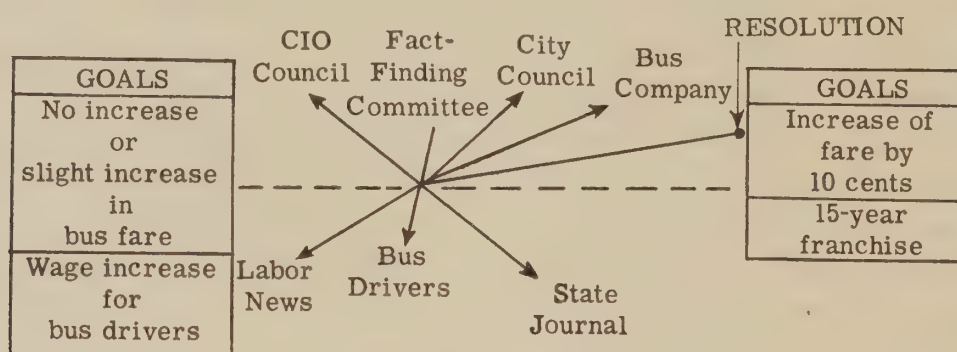 RESOLUTION
CIO
Council
Fact-
Finding
Committee
City
Council
Bus
Company
GOALS
No increase
or
slight increase
in
bus fare
Wage increase
for
bus drivers
GOALS
Increase of
fare by
10 cents
15-year
franchise
Labor
News
Bus
Drivers
State
Journal